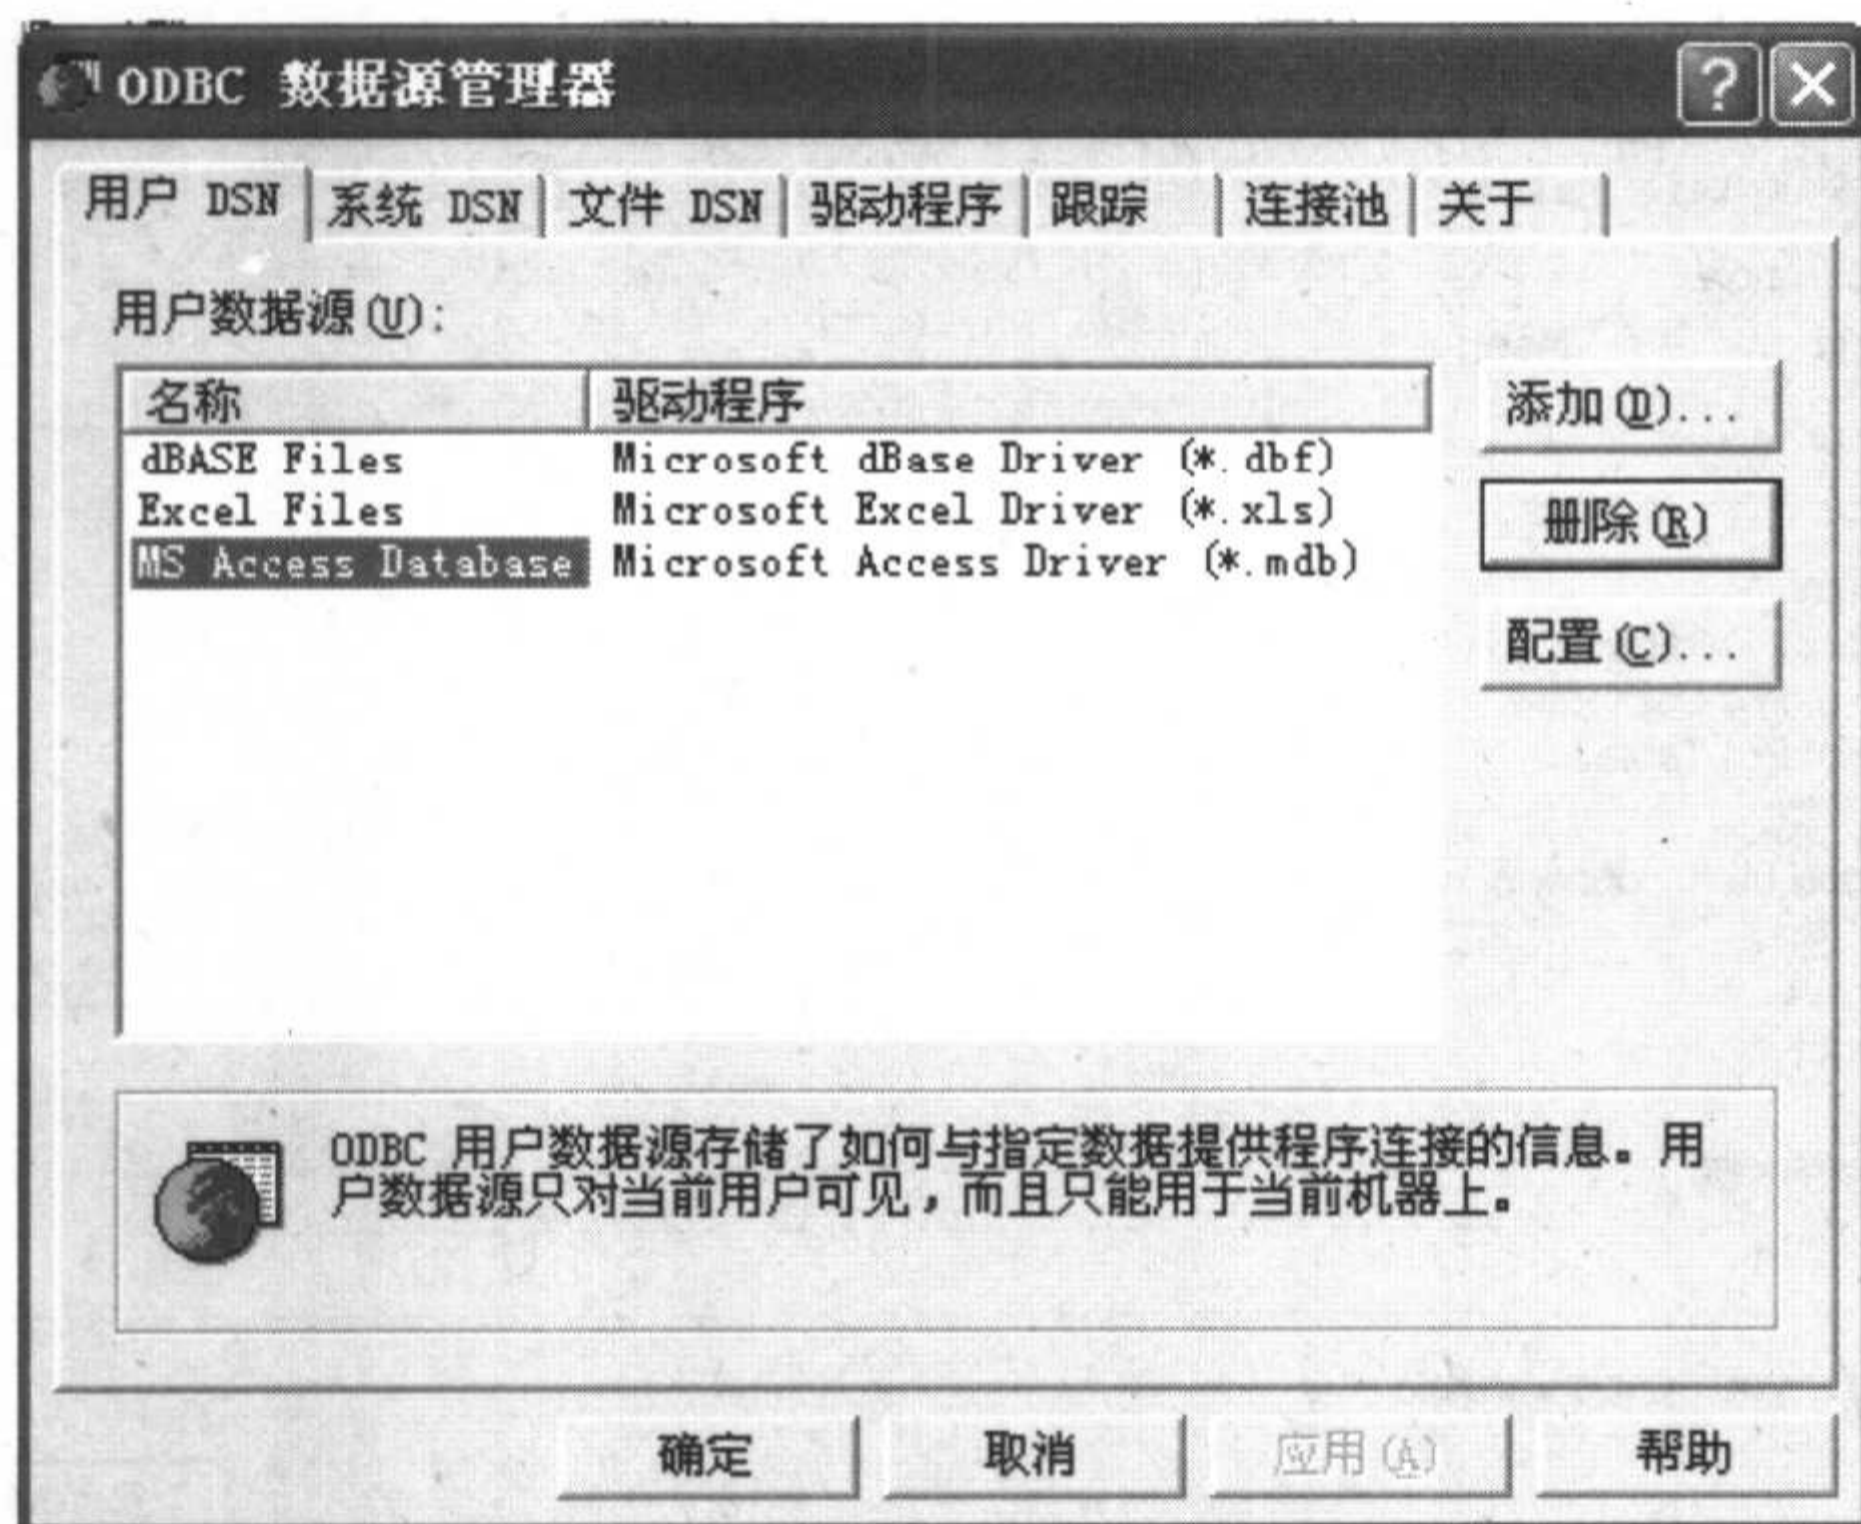 ODBC 数据源管理器
用户 DSN 系统 DSN 文件 DSN 驱动程序 跟踪 连接池 关于
用户数据源(U):
名称 驱动程序
dBASE Files Microsoft dBase Driver (*.dbf)
Excel Files Microsoft Excel Driver (*.xls)
MS Access Database Microsoft Access Driver (*.mdb)
添加(D)...
删除(R)
配置(C)...
ODBC 用户数据源存储了如何与指定数据提供程序连接的信息。用
户数据源只对当前用户可见，而且只能用于当前机器上。
确定 取消 应用(A) 帮助